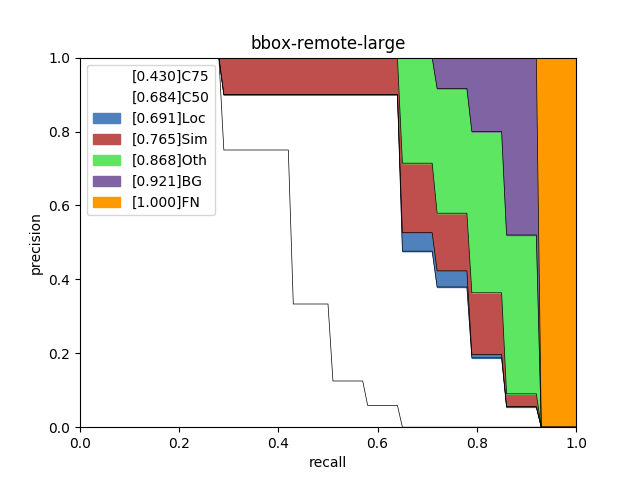 bbox-remote-large
1.0
0.8
0.6
0.4
0.2
0.0
precision
[0.430]C75
[0.684]C50
[0.691]Loc
[0.765]Sim
[0.868]Oth
[0.921]BG
[1.000]FN
0.0 0.2 0.4 0.6 0.8 1.0
recall